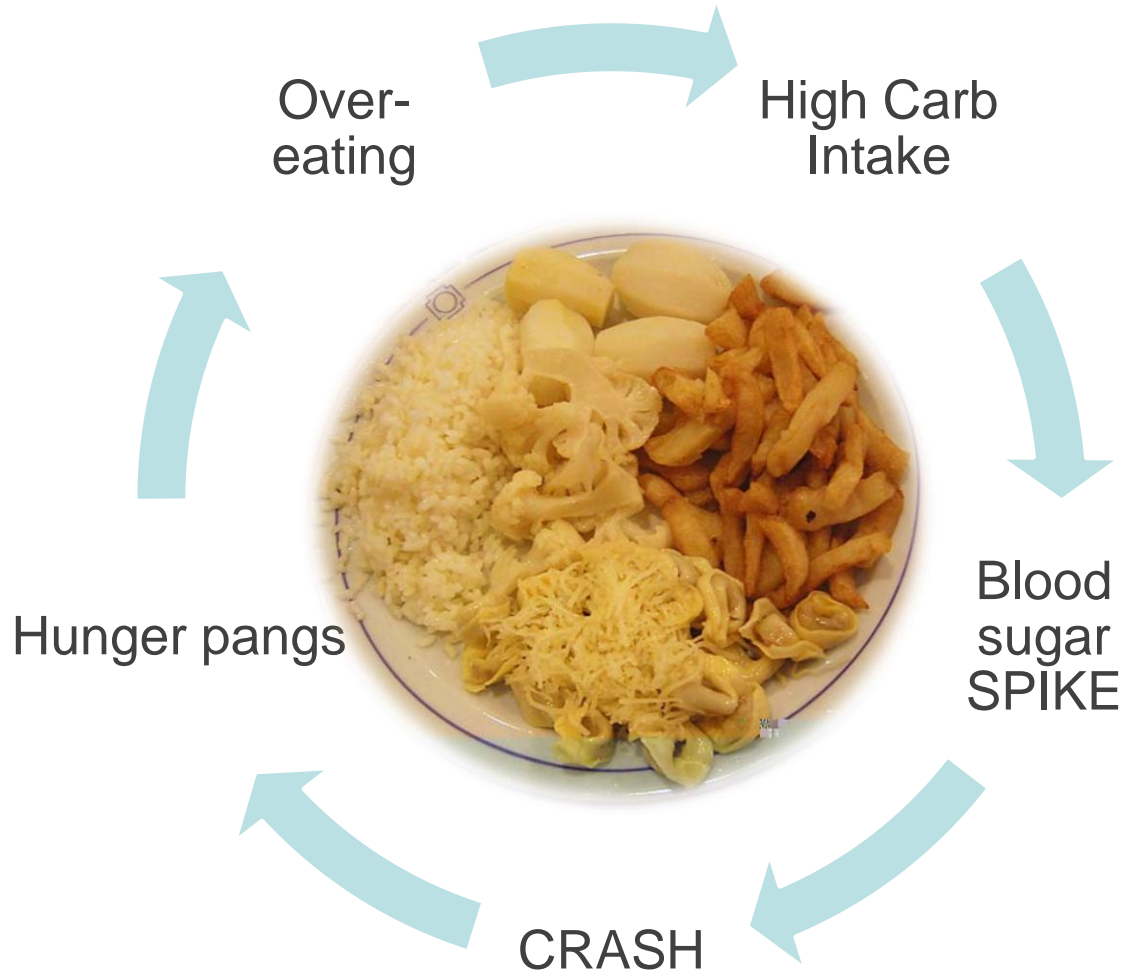 Over-
eating
High Carb
Intake
Blood
sugar
SPIKE
CRASH
Hunger pangs